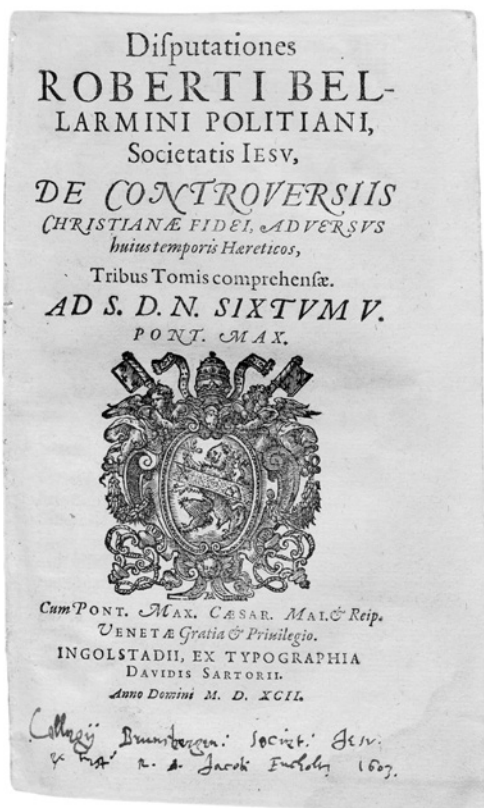 Diſputationes
ROBERTI BEL-
LARMINI POLITIANI,
Societatis IESV,
DE CONTROVERSIIS
CHRISTIANÆ FIDEI, ADVERSVS
huius temporis Hæreticos,
Tribus Tomis comprehenſæ.
AD S. D. N. SIXTVM V.
PONT. MAX.
Cum PONT. MAX. CÆSAR. MAI. & Reip.
VENETÆ Gratia & Priuilegio.
INGOLSTADII, EX TYPOGRAPHIA
DAVIDIS SARTORII.
Anno Domini M. D. XCII.
Collegij Brunsbergen: Societ: Jesu
R. A. Jacobi 1607.